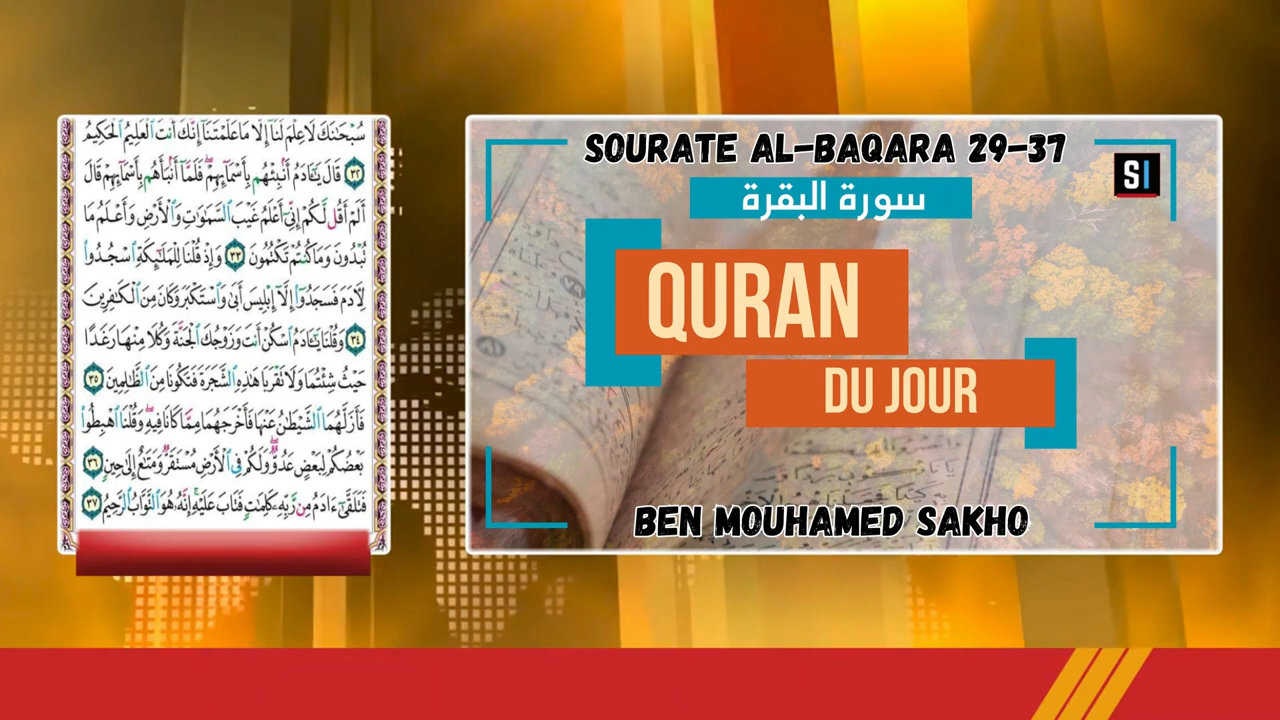 سُبْحَٰنَكَ لَا عِلْمَ لَنَآ إِلَّا مَا عَلَّمْتَنَآ إِنَّكَ أَنتَ ٱلْعَلِيمُ ٱلْحَكِيمُ
٣٢ قَالَ يَٰٓـَٔادَمُ أَنۢبِئْهُم بِأَسْمَآئِهِمْ فَلَمَّآ أَنۢبَأَهُم بِأَسْمَآئِهِمْ قَالَ
أَلَمْ أَقُل لَّكُمْ إِنِّىٓ أَعْلَمُ غَيْبَ ٱلسَّمَٰوَٰتِ وَٱلْأَرْضِ وَأَعْلَمُ مَا
تُبْدُونَ وَمَا كُنتُمْ تَكْتُمُونَ ٣٣ وَإِذْ قُلْنَا لِلْمَلَٰٓئِكَةِ ٱسْجُدُوا۟
لِـَٔادَمَ فَسَجَدُوٓا۟ إِلَّآ إِبْلِيسَ أَبَىٰ وَٱسْتَكْبَرَ وَكَانَ مِنَ ٱلْكَٰفِرِينَ
٣٤ وَقُلْنَا يَٰٓـَٔادَمُ ٱسْكُنْ أَنتَ وَزَوْجُكَ ٱلْجَنَّةَ وَكُلَا مِنْهَا رَغَدًا
حَيْثُ شِئْتُمَا وَلَا تَقْرَبَا هَٰذِهِ ٱلشَّجَرَةَ فَتَكُونَا مِنَ ٱلظَّٰلِمِينَ ٣٥
فَأَزَلَّهُمَا ٱلشَّيْطَٰنُ عَنْهَا فَأَخْرَجَهُمَا مِمَّا كَانَا فِيهِ وَقُلْنَا ٱهْبِطُوا۟
بَعْضُكُمْ لِبَعْضٍ عَدُوٌّ وَلَكُمْ فِى ٱلْأَرْضِ مُسْتَقَرٌّ وَمَتَٰعٌ إِلَىٰ حِينٍ ٣٦
فَتَلَقَّىٰٓ ءَادَمُ مِن رَّبِّهِۦ كَلِمَٰتٍ فَتَابَ عَلَيْهِ إِنَّهُۥ هُوَ ٱلتَّوَّابُ ٱلرَّحِيمُ ٣٧
SOURATE AL-BAQARA 29-37
SI
سورة البقرة
QURAN
DU JOUR
BEN MOUHAMED SAKHO